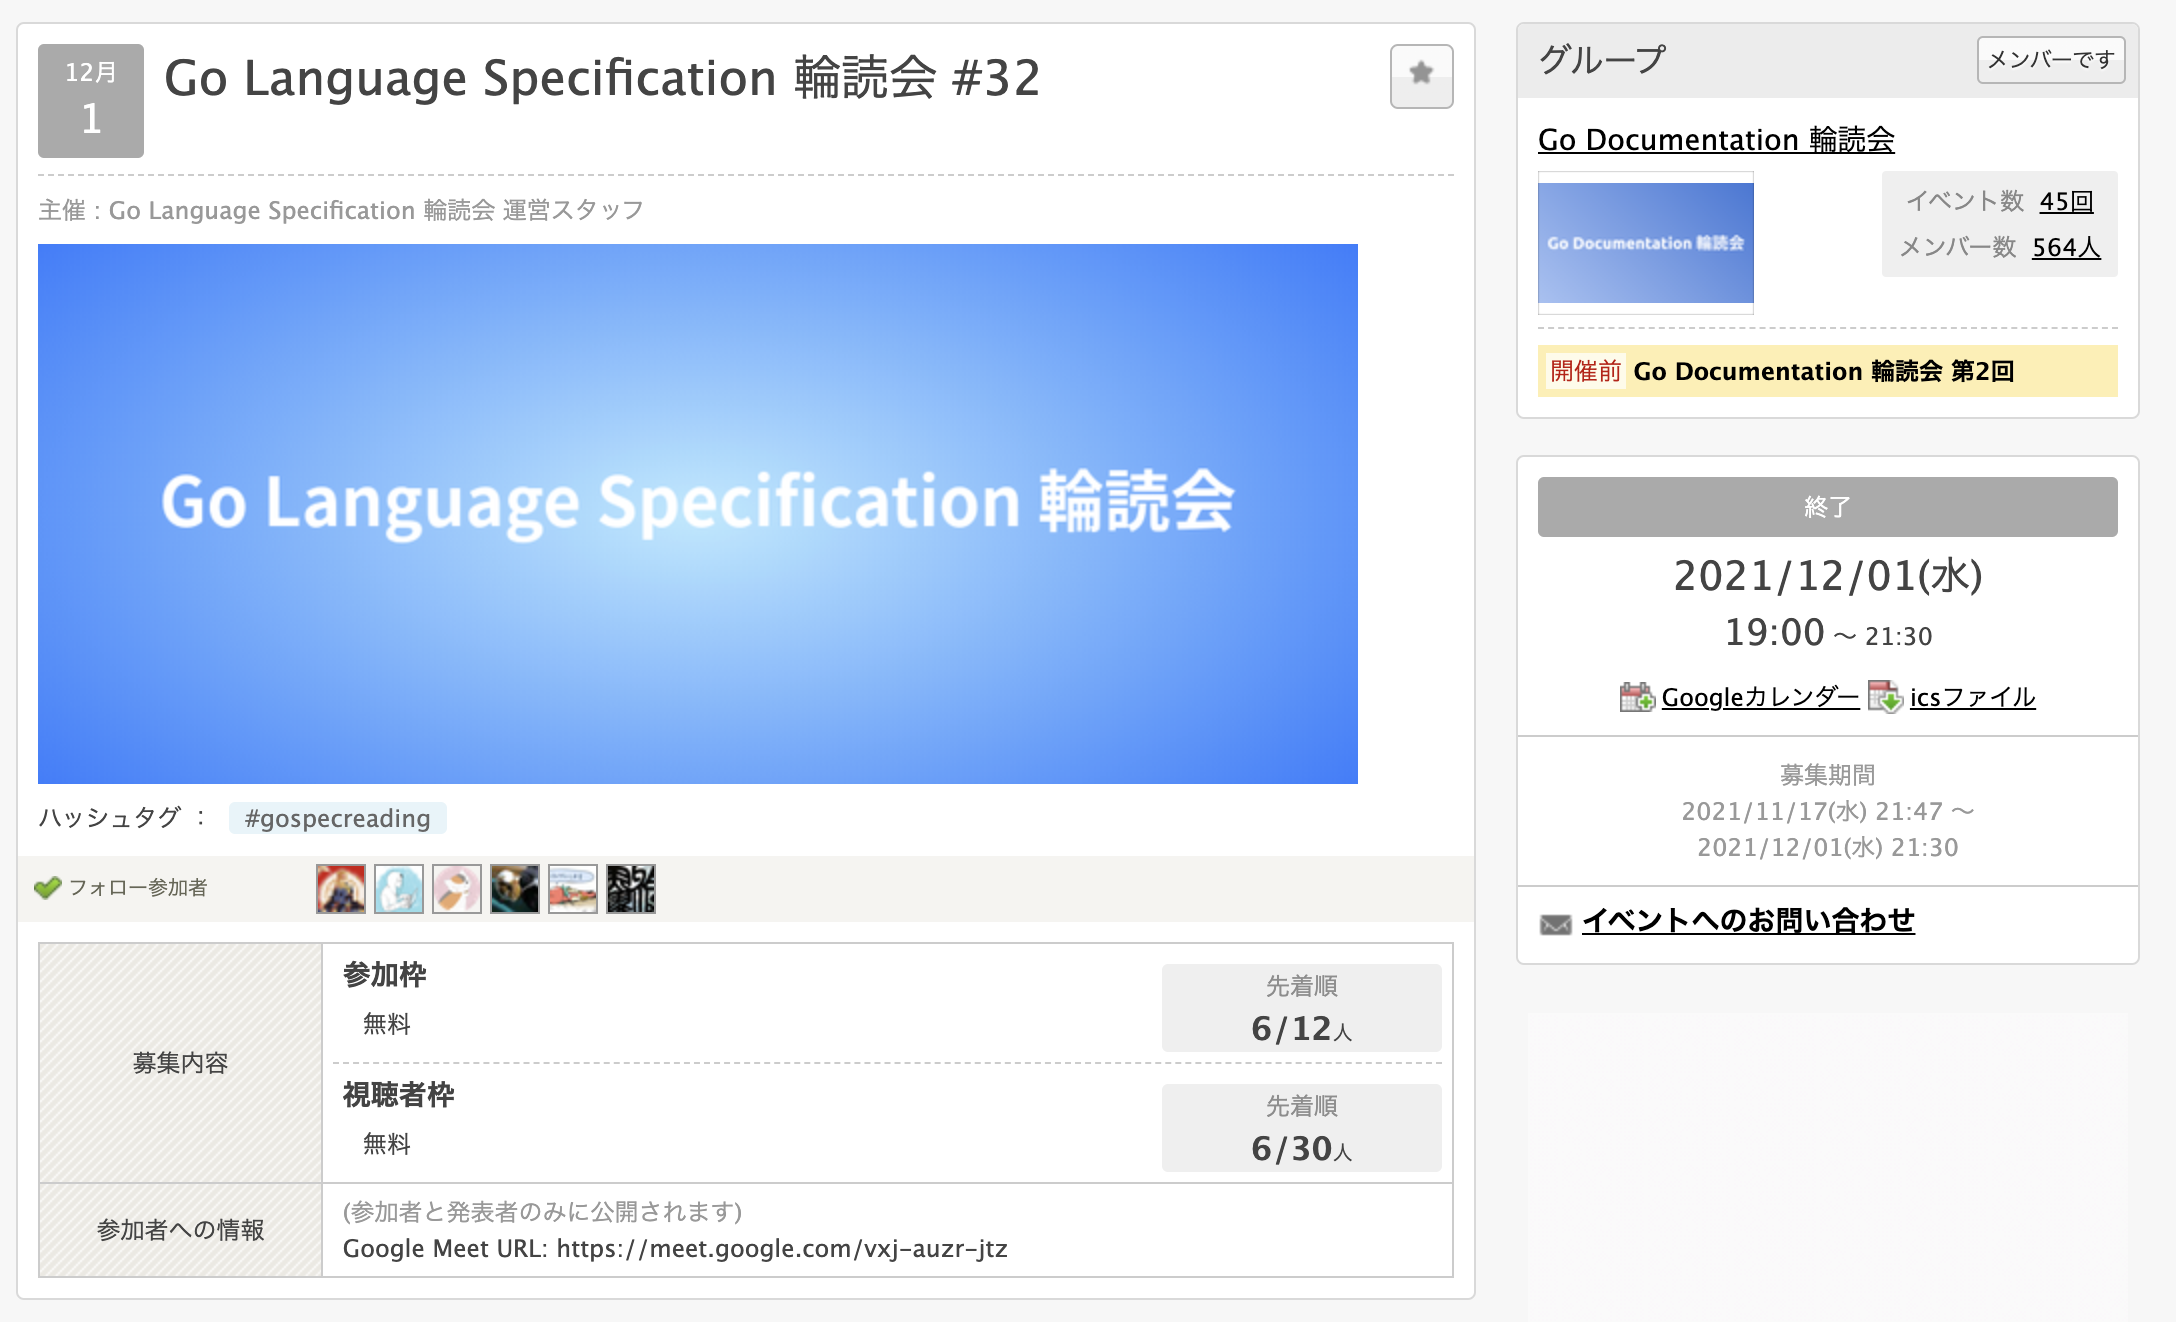 12月
1
Go Language Specification 輪読会 #32
主催 : Go Language Specification 輪読会 運営スタッフ
Go Language Specification 輪読会
ハッシュタグ ： #gospecreading
フォロー参加者
募集内容
参加枠
無料
先着順
6/12人
視聴者枠
無料
先着順
6/30人
参加者への情報
(参加者と発表者のみに公開されます)
Google Meet URL: https://meet.google.com/vxj-auzr-jtz
グループ
メンバーです
Go Documentation 輪読会
Go Documentation 輪読会
イベント数 45回
メンバー数 564人
開催前 Go Documentation 輪読会 第2回
終了
2021/12/01(水)
19:00 〜 21:30
Googleカレンダー icsファイル
募集期間
2021/11/17(水) 21:47 〜
2021/12/01(水) 21:30
イベントへのお問い合わせ